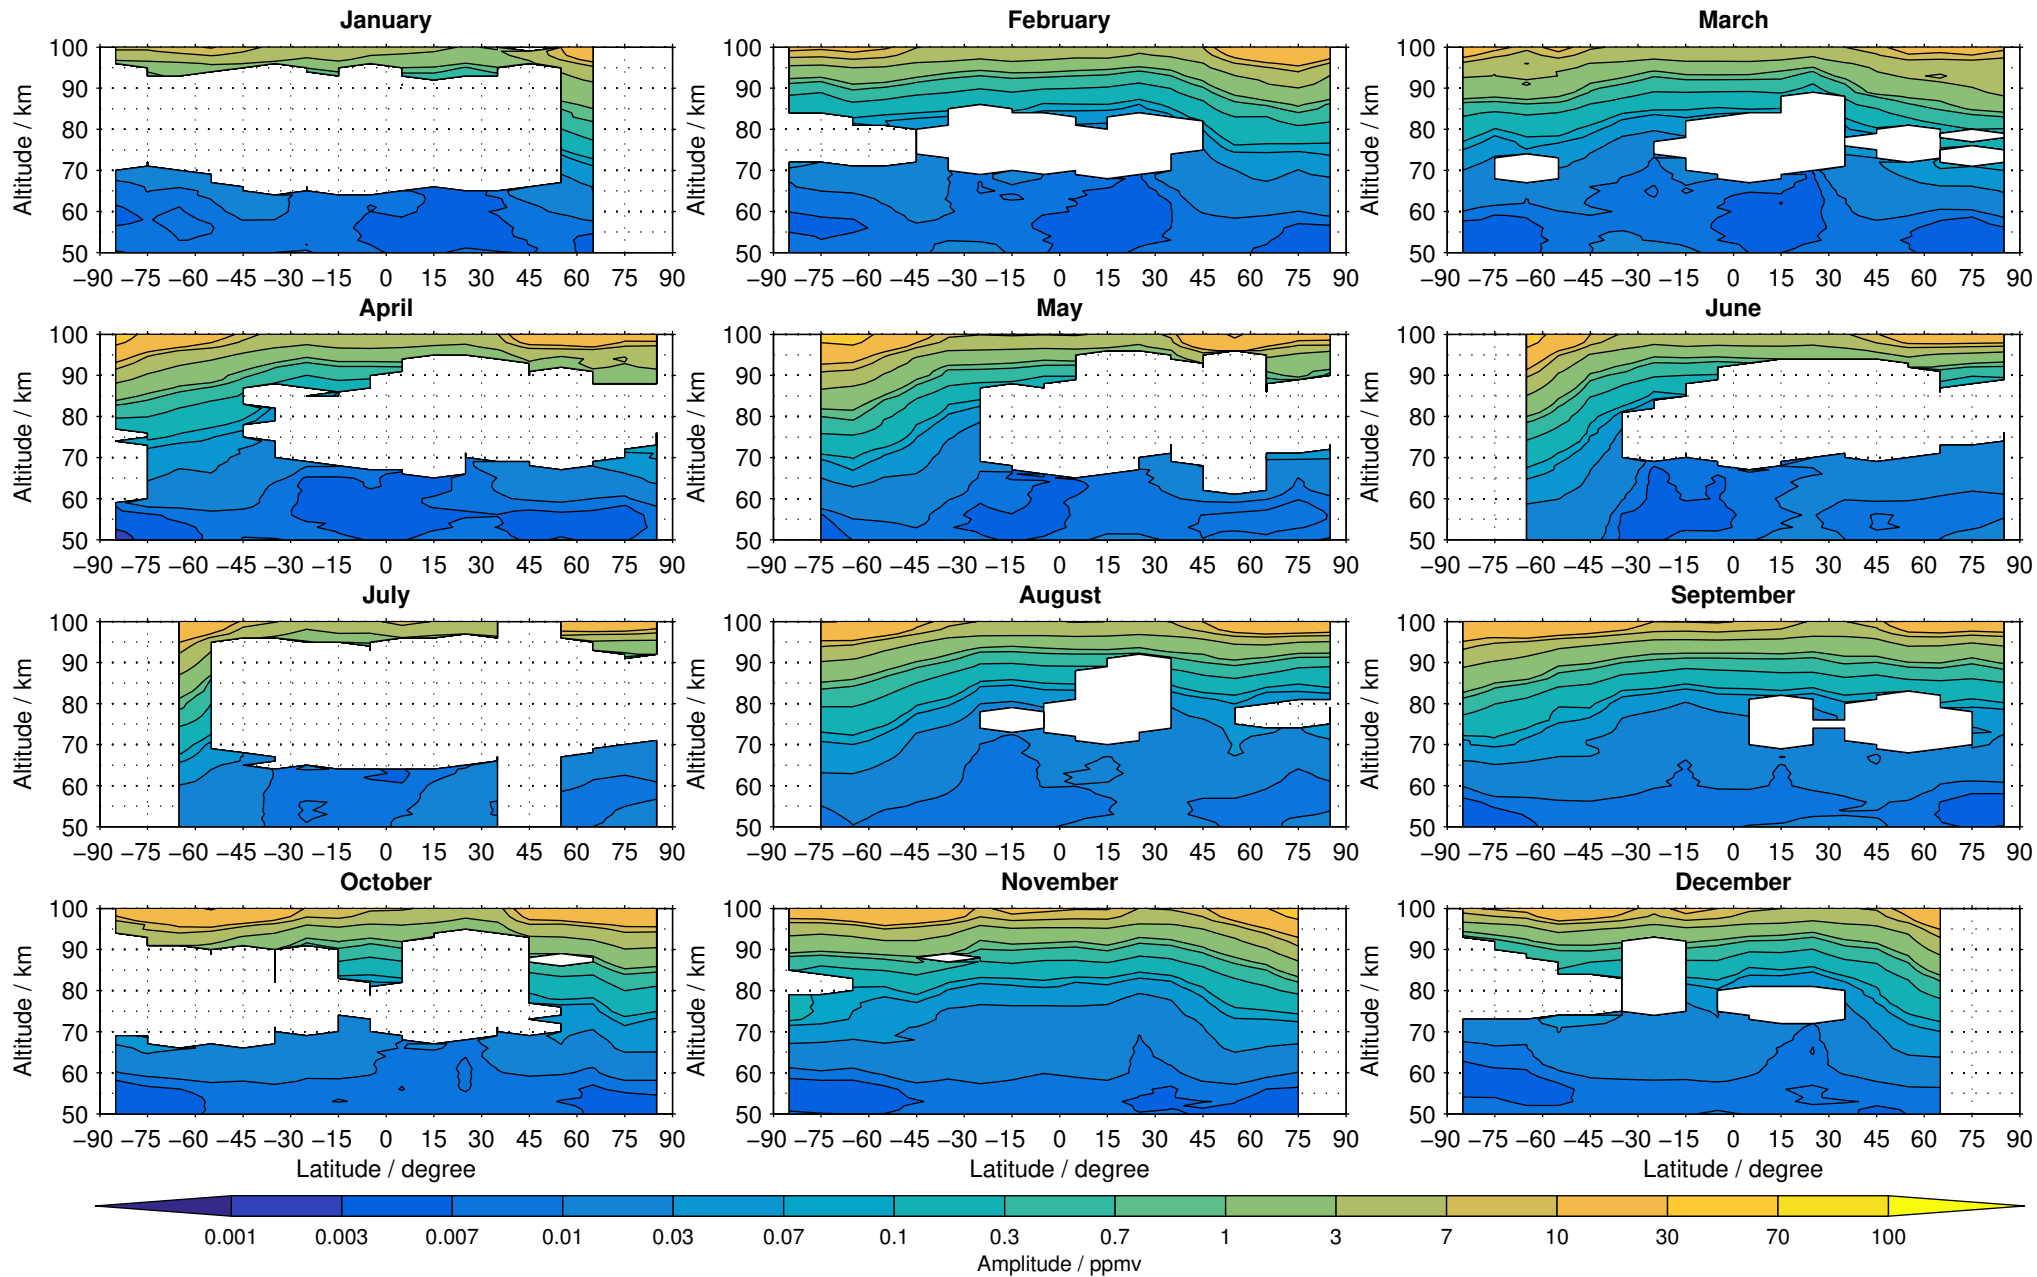 January February March
100 100 100
90 90 90
80 80 80
70 70 70
60 60 60
50 50 50
Altitude / km Altitude / km Altitude / km
−90 −75 −60 −45 −30 −15 0 15 30 45 60 75 90 −90 −75 −60 −45 −30 −15 0 15 30 45 60 75 90 −90 −75 −60 −45 −30 −15 0 15 30 45 60 75 90
April May June
100 100 100
90 90 90
80 80 80
70 70 70
60 60 60
50 50 50
Altitude / km Altitude / km Altitude / km
−90 −75 −60 −45 −30 −15 0 15 30 45 60 75 90 −90 −75 −60 −45 −30 −15 0 15 30 45 60 75 90 −90 −75 −60 −45 −30 −15 0 15 30 45 60 75 90
July August September
100 100 100
90 90 90
80 80 80
70 70 70
60 60 60
50 50 50
Altitude / km Altitude / km Altitude / km
−90 −75 −60 −45 −30 −15 0 15 30 45 60 75 90 −90 −75 −60 −45 −30 −15 0 15 30 45 60 75 90 −90 −75 −60 −45 −30 −15 0 15 30 45 60 75 90
October November December
100 100 100
90 90 90
80 80 80
70 70 70
60 60 60
50 50 50
Altitude / km Altitude / km Altitude / km
−90 −75 −60 −45 −30 −15 0 15 30 45 60 75 90 −90 −75 −60 −45 −30 −15 0 15 30 45 60 75 90 −90 −75 −60 −45 −30 −15 0 15 30 45 60 75 90
Latitude / degree Latitude / degree Latitude / degree
0.001 0.003 0.007 0.01 0.03 0.07 0.1 0.3 0.7 1 3 7 10 30 70 100
Amplitude / ppmv